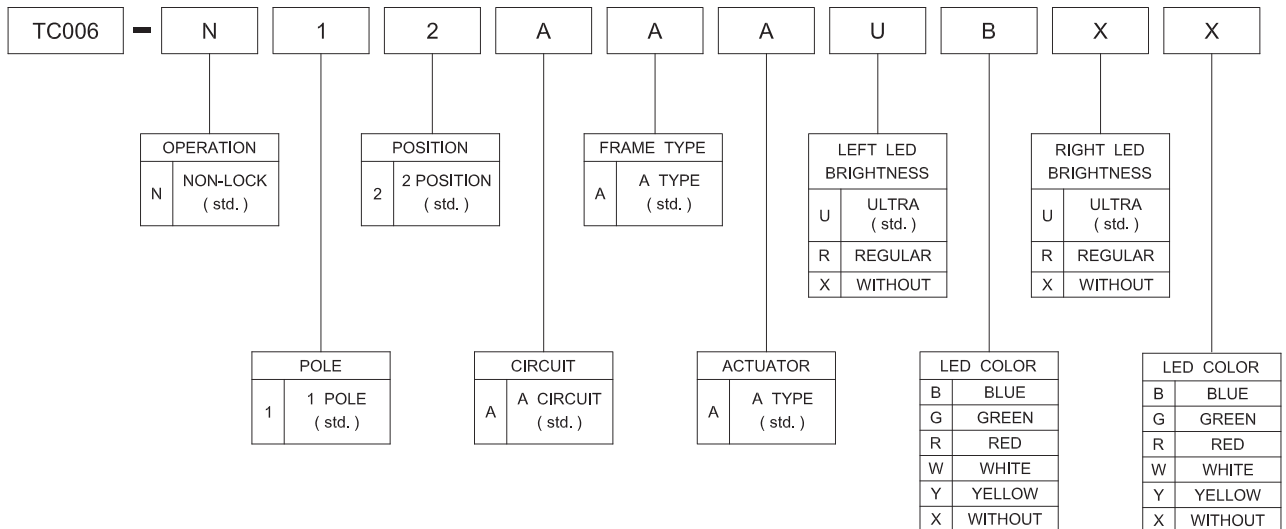 TC006 - N 1 2 A A A U B X X
OPERATION
N NON-LOCK
( std. )
POSITION
2 2 POSITION
( std. )
FRAME TYPE
A A TYPE
( std. )
LEFT LED
BRIGHTNESS
U ULTRA
( std. )
R REGULAR
X WITHOUT
RIGHT LED
BRIGHTNESS
U ULTRA
( std. )
R REGULAR
X WITHOUT
POLE
1 1 POLE
( std. )
CIRCUIT
A A CIRCUIT
( std. )
ACTUATOR
A A TYPE
( std. )
LED COLOR
B BLUE
G GREEN
R RED
W WHITE
Y YELLOW
X WITHOUT
LED COLOR
B BLUE
G GREEN
R RED
W WHITE
Y YELLOW
X WITHOUT